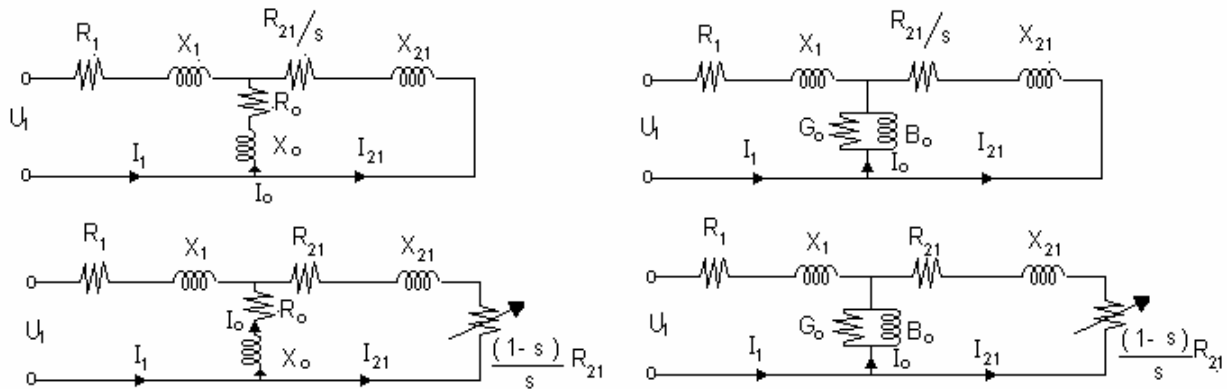 R₁ X₁ R₂₁/s X₂₁
Rₒ
U₁ Xₒ
I₁ I₂₁
Iₒ
R₁ X₁ R₂₁/s X₂₁
Gₒ Bₒ
U₁
I₁ Iₒ I₂₁
R₁ X₁ R₂₁ X₂₁
Rₒ
U₁ Iₒ
Xₒ
I₁ I₂₁ (1-s)/s R₂₁
R₁ X₁ R₂₁ X₂₁
U₁ Gₒ Bₒ
I₁ Iₒ I₂₁ (1-s)/s R₂₁